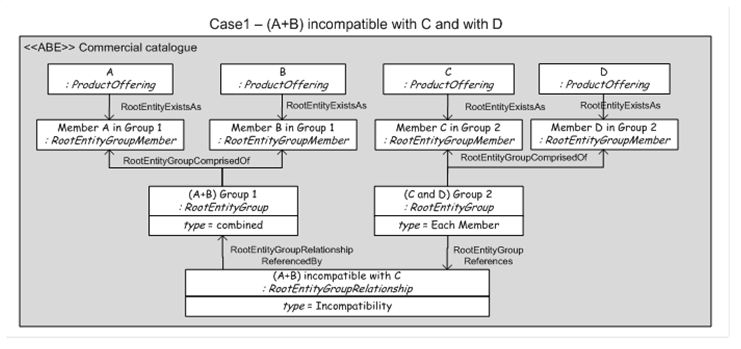 Case1 – (A+B) incompatible with C and with D
<<ABE>> Commercial catalogue
A
: ProductOffering
B
: ProductOffering
C
: ProductOffering
D
: ProductOffering
RootEntityExistsAs
RootEntityExistsAs
RootEntityExistsAs
RootEntityExistsAs
Member A in Group 1
: RootEntityGroupMember
Member B in Group 1
: RootEntityGroupMember
Member C in Group 2
: RootEntityGroupMember
Member D in Group 2
: RootEntityGroupMember
RootEntityGroupComprisedOf
RootEntityGroupComprisedOf
(A+B) Group 1
: RootEntityGroup
type = combined
(C and D) Group 2
: RootEntityGroup
type = Each Member
RootEntityGroupRelationship
ReferencedBy
RootEntityGroup
References
(A+B) incompatible with C
: RootEntityGroupRelationship
type = Incompatibility